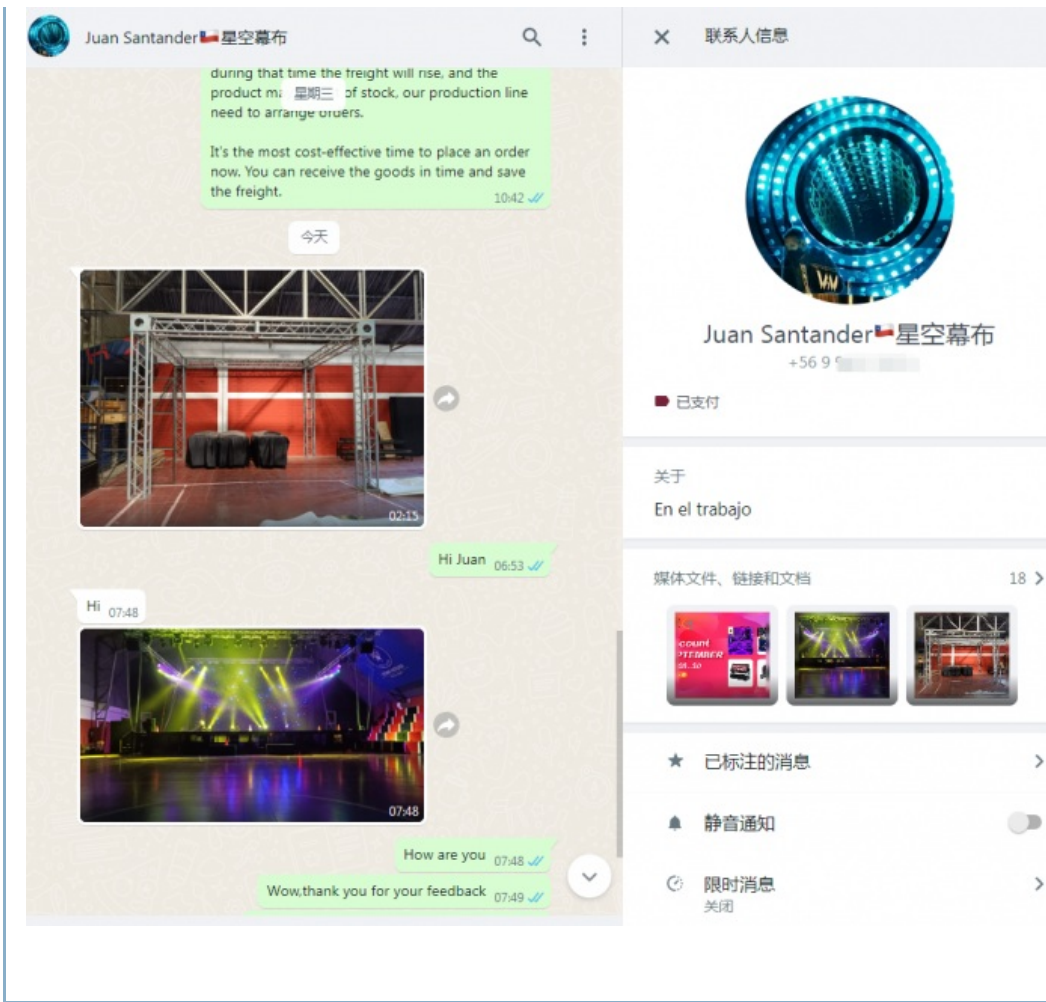 Juan Santander🇨🇱星空幕布
during that time the freight will rise, and the
product of stock, our production line
星期三
need to arrange orders.
It's the most cost-effective time to place an order
now. You can receive the goods in time and save
the freight.
10:42
今天
02:15
Hi Juan 06:53
Hi 07:48
07:48
How are you 07:48
Wow,thank you for your feedback 07:49
联系人信息
Juan Santander🇨🇱星空幕布
+56 9
已支付
关于
En el trabajo
媒体文件、链接和文档 18
count
已标注的消息
静音通知
限时消息
关闭